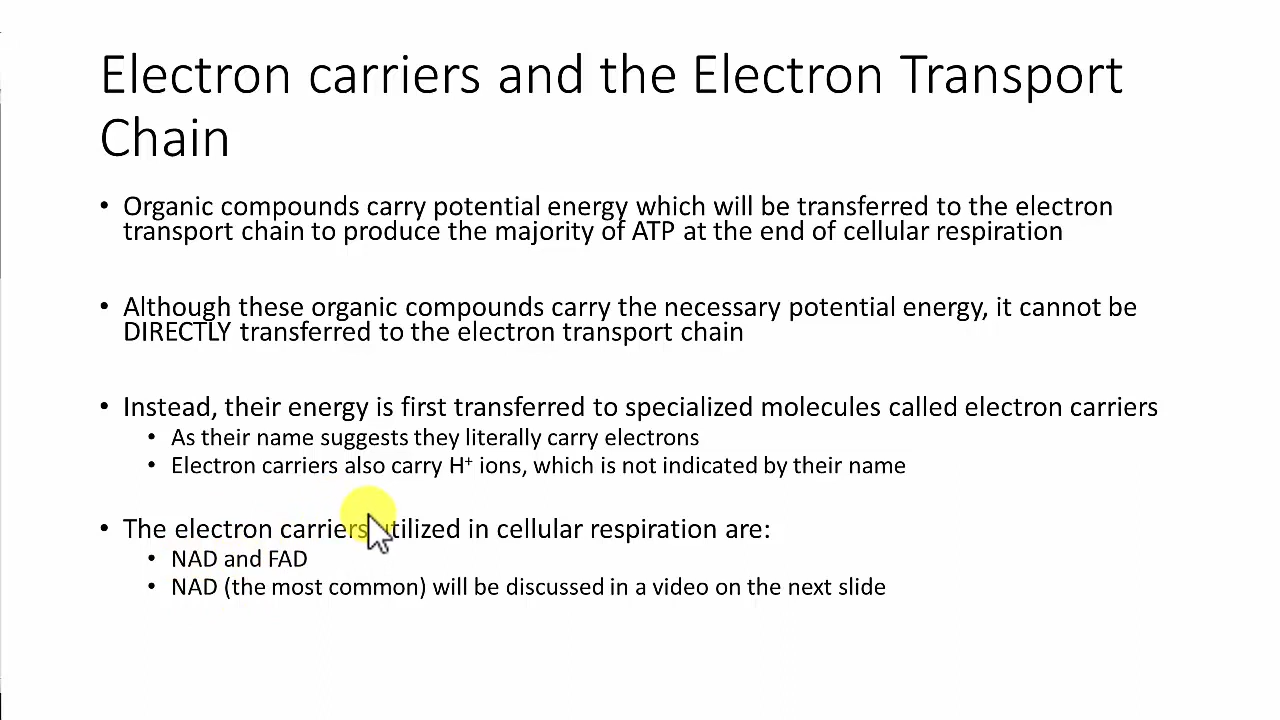 Electron carriers and the Electron Transport
Chain
• Organic compounds carry potential energy which will be transferred to the electron
transport chain to produce the majority of ATP at the end of cellular respiration
• Although these organic compounds carry the necessary potential energy, it cannot be
DIRECTLY transferred to the electron transport chain
• Instead, their energy is first transferred to specialized molecules called electron carriers
• As their name suggests they literally carry electrons
• Electron carriers also carry H⁺ ions, which is not indicated by their name
• The electron carriers utilized in cellular respiration are:
• NAD and FAD
• NAD (the most common) will be discussed in a video on the next slide